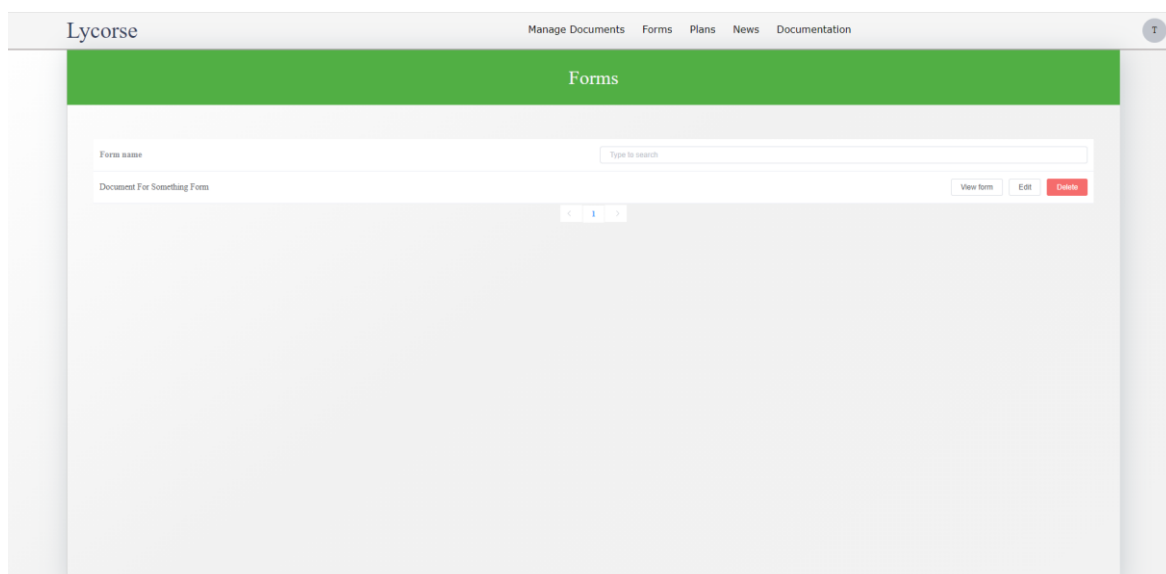 Lycorse Manage Documents Forms Plans News Documentation T
Forms
Form name Type to search
Document For Something Form View form Edit Delete
< 1 >